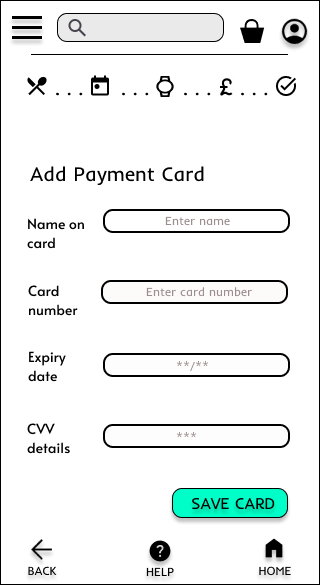 . . . . . . £ . . .
Add Payment Card
Name on
card
Enter name
Card
number
Enter card number
Expiry
date
**/**
CVV
details
***
SAVE CARD
?
BACK
HELP
HOME